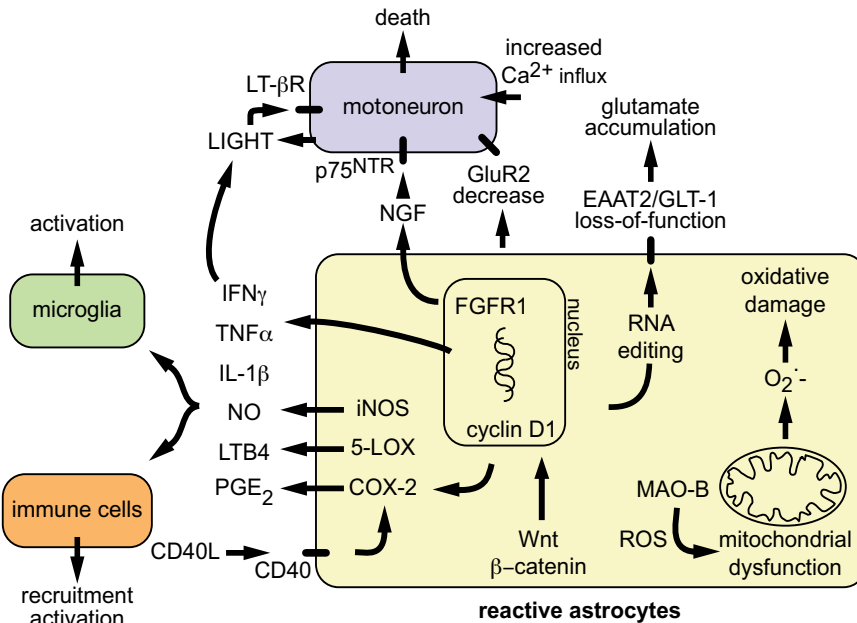 death
increased
Ca2+ influx
LT-βR
motoneuron
glutamate
accumulation
LIGHT
p75NTR
GluR2
decrease
EAAT2/GLT-1
loss-of-function
NGF
activation
microglia
IFNγ
TNFα
IL-1β
NO
LTB4
PGE2
FGFR1
nucleus
cyclin D1
RNA
editing
oxidative
damage
O2·-
iNOS
5-LOX
COX-2
immune cells
MAO-B
ROS
mitochondrial
dysfunction
Wnt
β-catenin
CD40L
CD40
recruitment
activation
reactive astrocytes